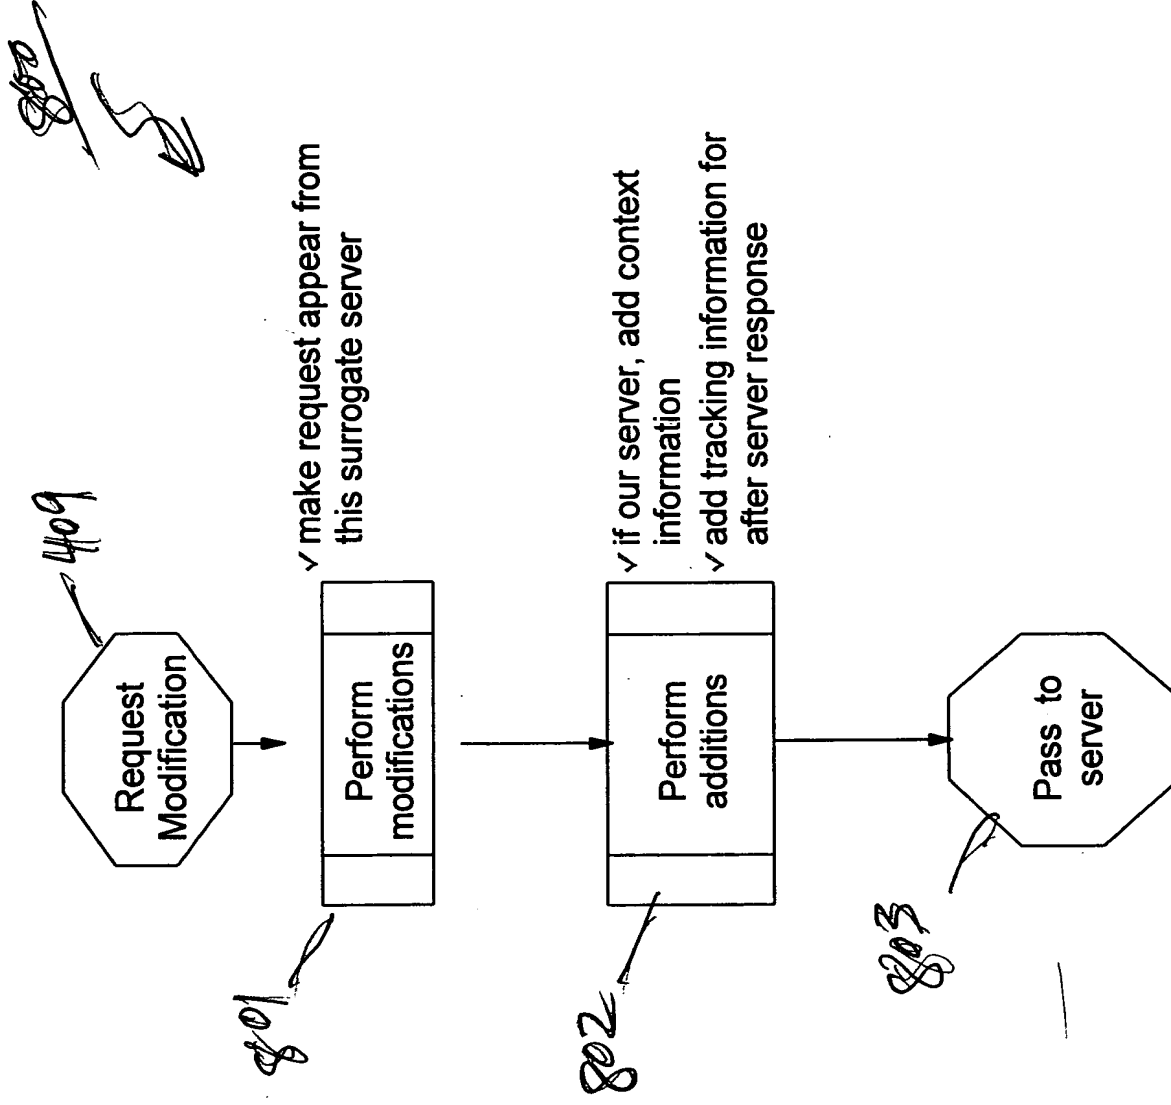 800
409
Request
Modification
801
Perform
modifications
✓ make request appear from
this surrogate server
802
Perform
additions
✓ if our server, add context
information
✓ add tracking information for
after server response
803
Pass to
server